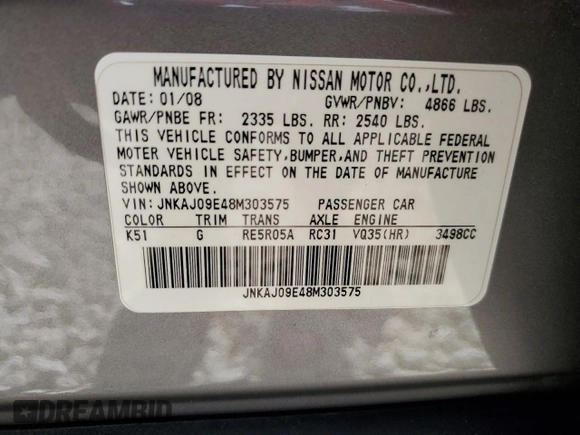 MANUFACTURED BY NISSAN MOTOR CO.,LTD.
DATE: 01/08 GVWR/PNBV: 4866 LBS.
GAWR/PNBE FR: 2335 LBS. RR: 2540 LBS.
THIS VEHICLE CONFORMS TO ALL APPLICABLE FEDERAL
MOTER VEHICLE SAFETY,BUMPER,AND THEFT PREVENTION
STANDARDS IN EFFECT ON THE DATE OF MANUFACTURE
SHOWN ABOVE.
VIN: JNKAJ09E48M303575 PASSENGER CAR
COLOR TRIM TRANS AXLE ENGINE
K51 G RE5R05A RC31 VQ35(HR) 3498CC
JNKAJ09E48M303575
DREAMBID